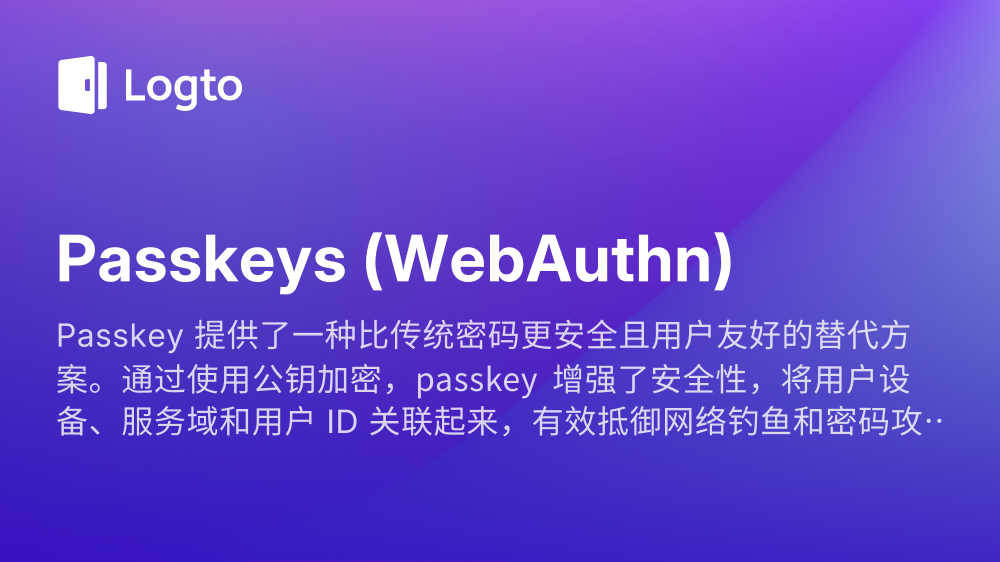 Logto
Passkeys (WebAuthn)
Passkey 提供了一种比传统密码更安全且用户友好的替代方
案。通过使用公钥加密，passkey 增强了安全性，将用户设
备、服务域和用户 ID 关联起来，有效抵御网络钓鱼和密码攻··